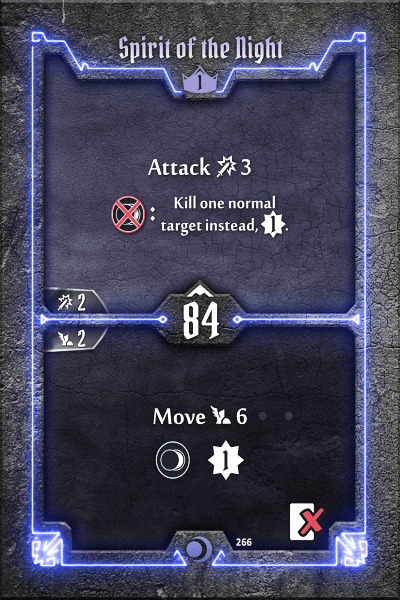 Spirit of the Night
1
Attack 3
: Kill one normal
target instead, 1.
2
84
2
Move 6
1
266